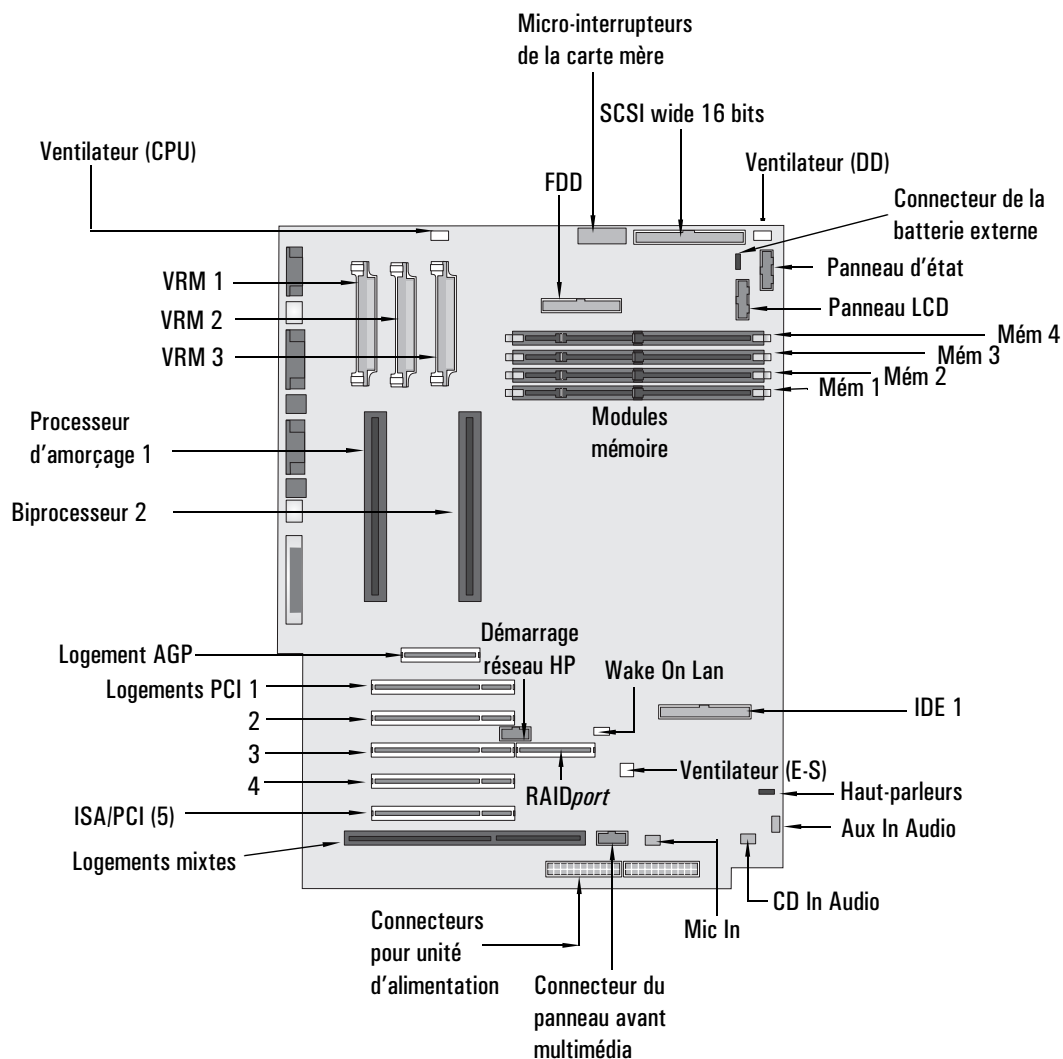 Micro-interrupteurs
de la carte mère
SCSI wide 16 bits
Ventilateur (CPU)
FDD
Ventilateur (DD)
Connecteur de la
batterie externe
VRM 1
Panneau d'état
VRM 2
Panneau LCD
VRM 3
Mém 4
Mém 3
Mém 2
Mém 1
Modules
mémoire
Processeur
d'amorçage 1
Biprocesseur 2
Démarrage
réseau HP
Logement AGP
Wake On Lan
Logements PCI 1
IDE 1
2
3
Ventilateur (E-S)
4
RAIDport
Haut-parleurs
ISA/PCI (5)
Aux In Audio
Logements mixtes
CD In Audio
Connecteurs
pour unité
d'alimentation
Mic In
Connecteur du
panneau avant
multimédia